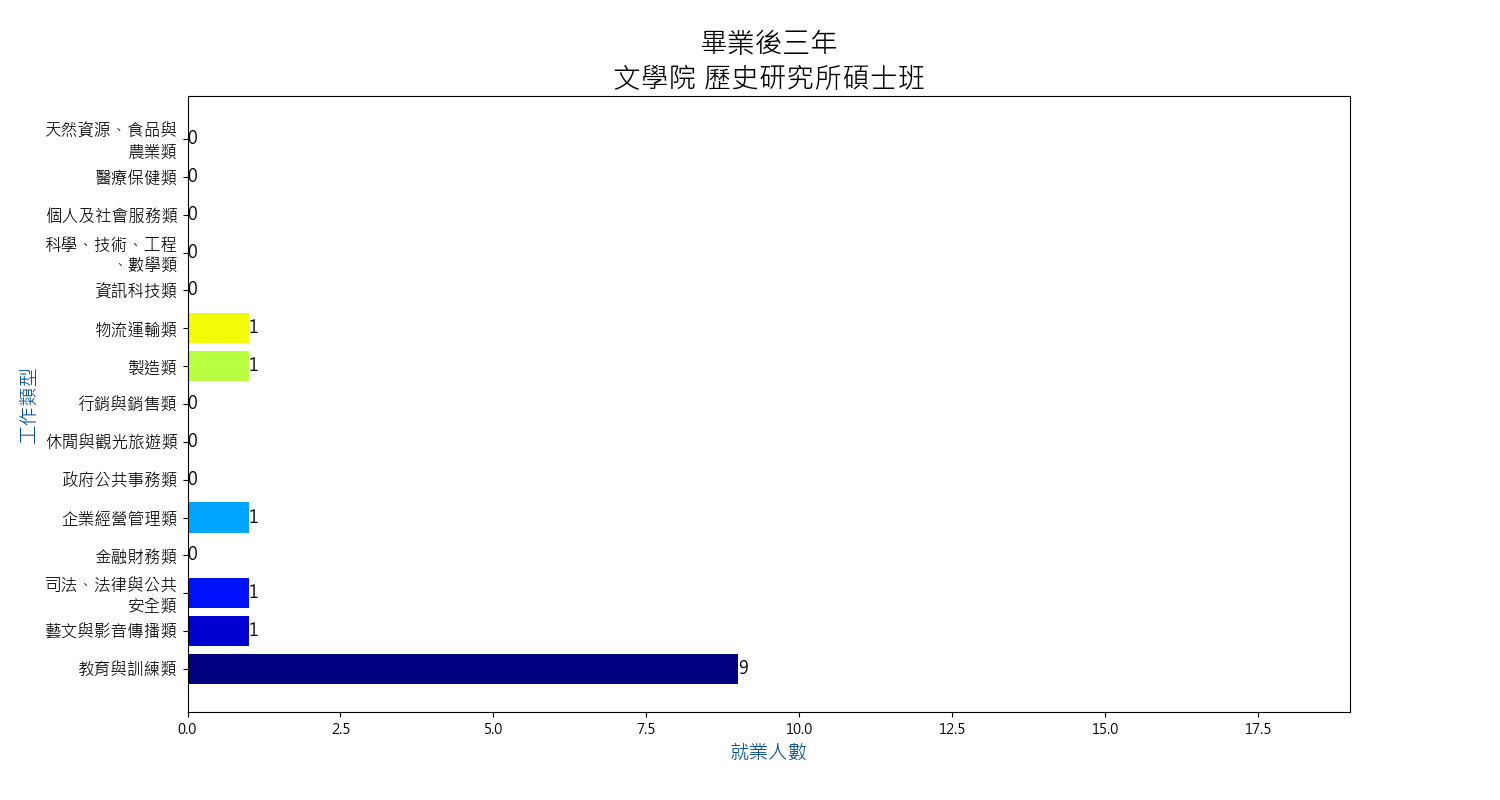 畢業後三年
文學院 歷史研究所碩士班
天然資源、食品與
農業類
0
醫療保健類
0
個人及社會服務類
0
科學、技術、工程
、數學類
0
資訊科技類
0
物流運輸類
1
製造類
1
行銷與銷售類
0
休閒與觀光旅遊類
0
政府公共事務類
0
企業經營管理類
1
金融財務類
0
司法、法律與公共
安全類
1
藝文與影音傳播類
1
教育與訓練類
9
工作類型
0.0 2.5 5.0 7.5 10.0 12.5 15.0 17.5
就業人數